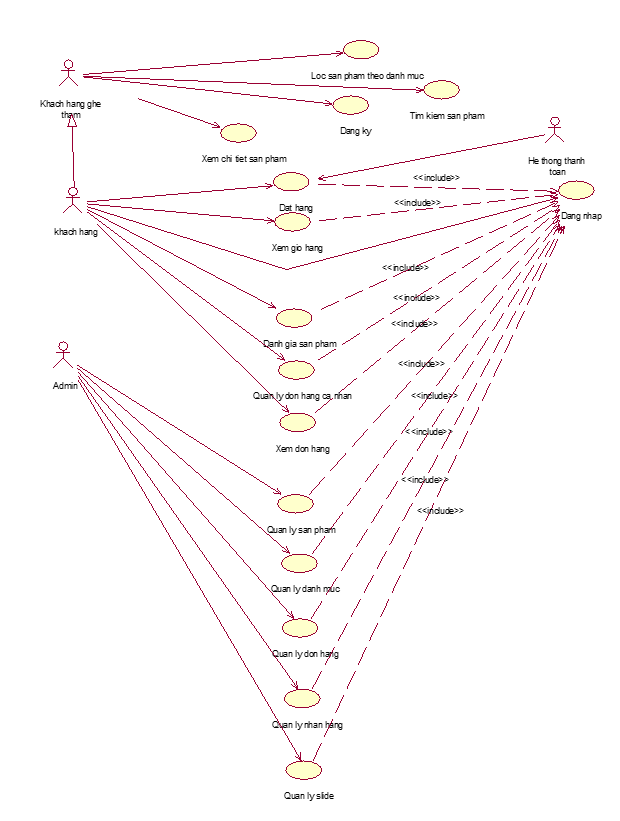 Loc san pham theo danh muc
Khach hang ghe
tham
Tim kiem san pham
Dang ky
Xem chi tiet san pham
He thong thanh
toan
<<include>>
Dat hang
<<include>>
Dang nhap
khach hang
Xem gio hang
<<include>>
<<include>>
<<include>>
Danh gia san pham
<<include>>
Admin
Quan ly don hang ca nhan
<<include>>
<<include>>
Xem don hang
<<include>>
<<include>>
Quan ly san pham
Quan ly danh muc
Quan ly don hang
Quan ly nhan hang
Quan ly slide